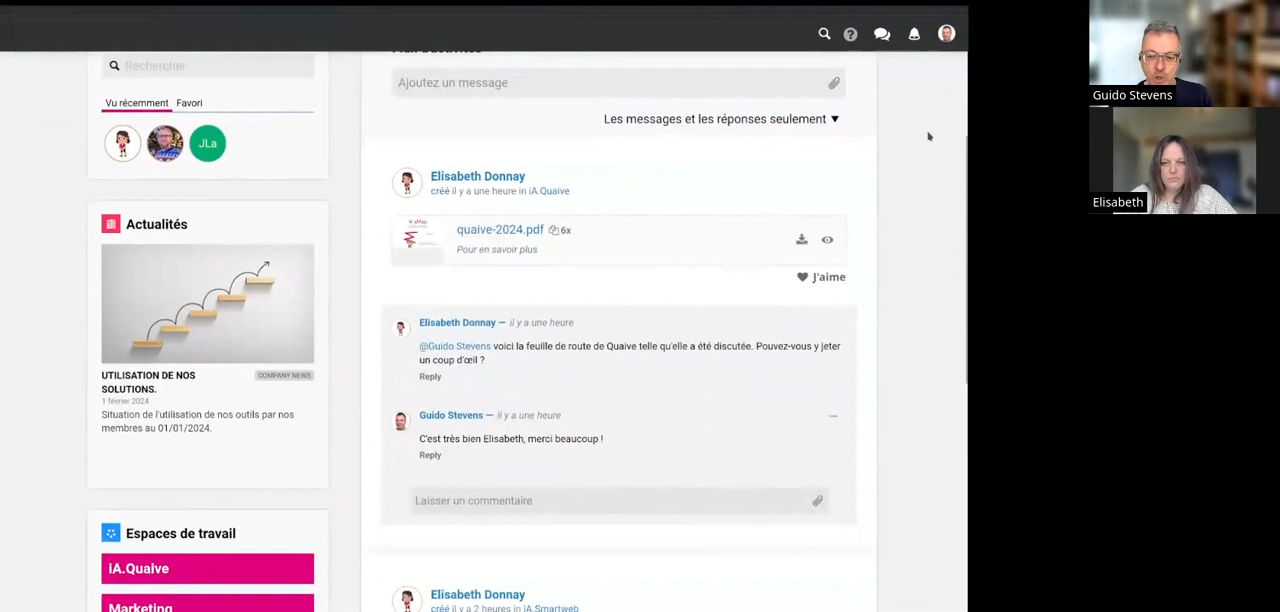 Flux d'activités
Rechercher
Vu récemment Favori
JLa
Actualités
UTILISATION DE NOS
SOLUTIONS.
COMPANY NEWS
1 février 2024
Situation de l'utilisation de nos outils par nos
membres au 01/01/2024.
Espaces de travail
iA.Quaive
Marketing
Ajoutez un message
Les messages et les réponses seulement ▼
Elisabeth Donnay
créé il y a une heure in iA.Quaive
quaive-2024.pdf 6x
Pour en savoir plus
J'aime
Elisabeth Donnay — il y a une heure
@Guido Stevens voici la feuille de route de Quaive telle qu'elle a été discutée. Pouvez-vous y jeter
un coup d'œil ?
Reply
Guido Stevens — il y a une heure
...
C'est très bien Elisabeth, merci beaucoup !
Reply
Laisser un commentaire
Elisabeth Donnay
créé il y a 2 heures in iA.Smartweb
Guido Stevens
Elisabeth